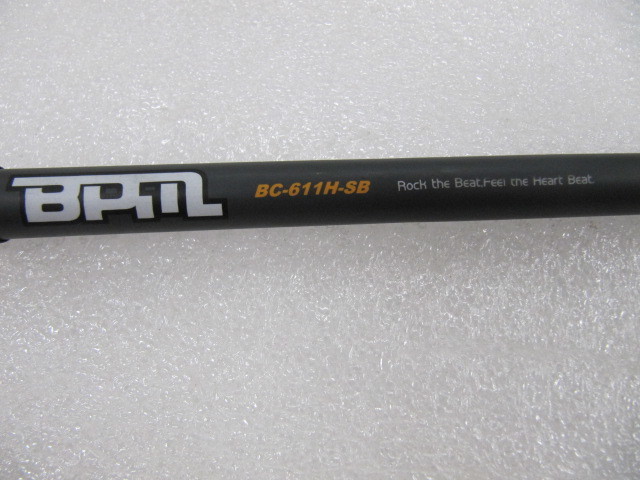 BPM BC-611H-SB Rock the Beat.Feel the Heart Beat.